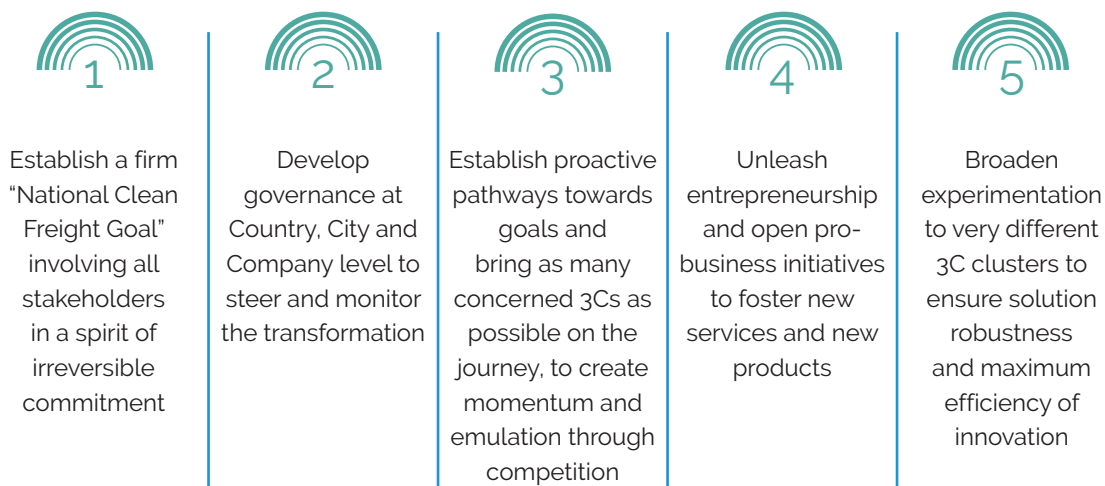 1
Establish a firm
“National Clean
Freight Goal”
involving all
stakeholders
in a spirit of
irreversible
commitment
2
Develop
governance at
Country, City and
Company level to
steer and monitor
the transformation
3
Establish proactive
pathways towards
goals and
bring as many
concerned 3Cs as
possible on the
journey, to create
momentum and
emulation through
competition
4
Unleash
entrepreneurship
and open pro-
business initiatives
to foster new
services and new
products
5
Broaden
experimentation
to very different
3C clusters to
ensure solution
robustness
and maximum
efficiency of
innovation